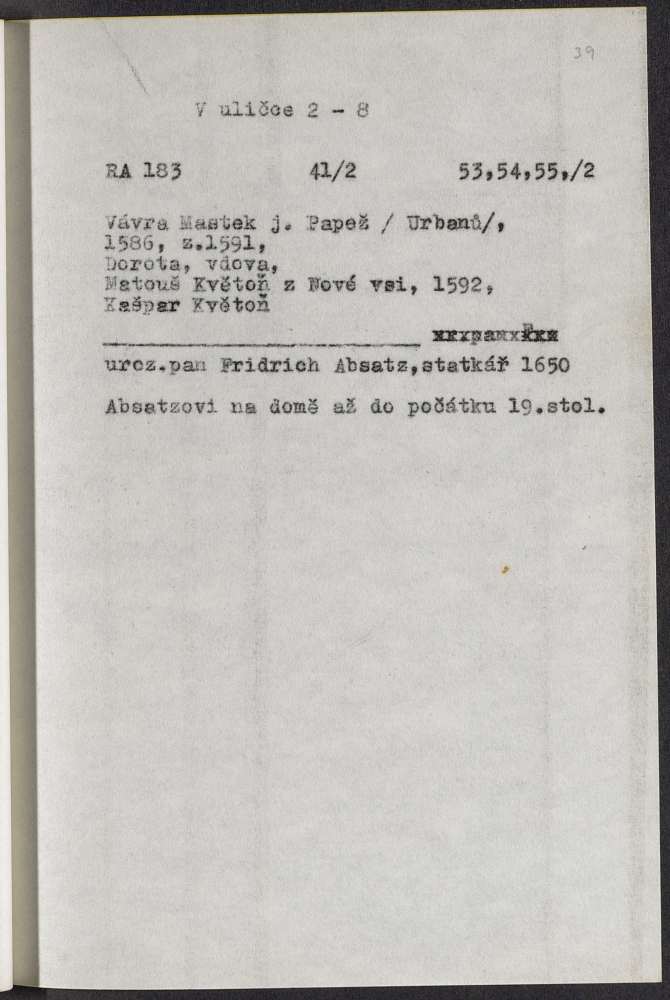 39
V uličce 2 - 8
RA 183 41/2 53,54,55,/2
Vávra Mastek j. Papež / Urbanů/,
1586, z.1591,
Dorota, vdova,
Matouš Květoň z Nové vsi, 1592,
Kašpar Květoň
uroz.pan Fridrich Absatz,statkář 1650
Absatzovi na domě až do počátku 19.stol.